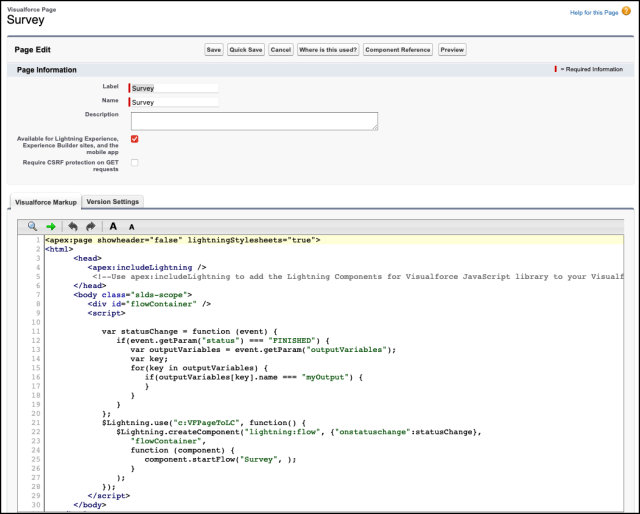 Visualforce Page
Survey
Help for this Page
Page Edit
Save Quick Save Cancel Where is this used? Component Reference Preview
Page Information
= Required Information
Label Survey
Name Survey
Description
Available for Lightning Experience,
Experience Builder sites, and the
mobile app
Require CSRF protection on GET
requests
Visualforce Markup Version Settings
A A
1 <apex:page showheader="false" lightningStylesheets="true">
2 <html>
3 <head>
4 <apex:includeLightning />
5 <!--Use apex:includeLightning to add the Lightning Components for Visualforce JavaScript library to your Visualf
6 </head>
7 <body class="slds-scope">
8 <div id="flowContainer" />
9 <script>
10
11 var statusChange = function (event) {
12 if(event.getParam("status") === "FINISHED") {
13 var outputVariables = event.getParam("outputVariables");
14 var key;
15 for(key in outputVariables) {
16 if(outputVariables[key].name === "myOutput") {
17 }
18 }
19 }
20 };
21 $Lightning.use("c:VFPageToLC", function() {
22 $Lightning.createComponent("lightning:flow", {"onstatuschange":statusChange},
23 "flowContainer",
24 function (component) {
25 component.startFlow("Survey", );
26 }
27 );
28 });
29 </script>
30 </body>